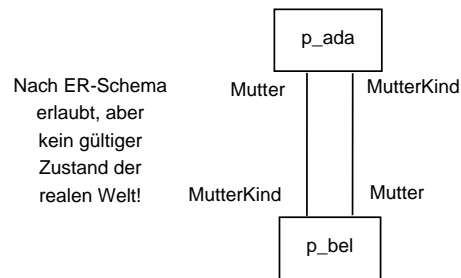 p_ada
Nach ER-Schema
erlaubt, aber
kein gültiger
Zustand der
realen Welt!
Mutter
MutterKind
MutterKind
Mutter
p_bel